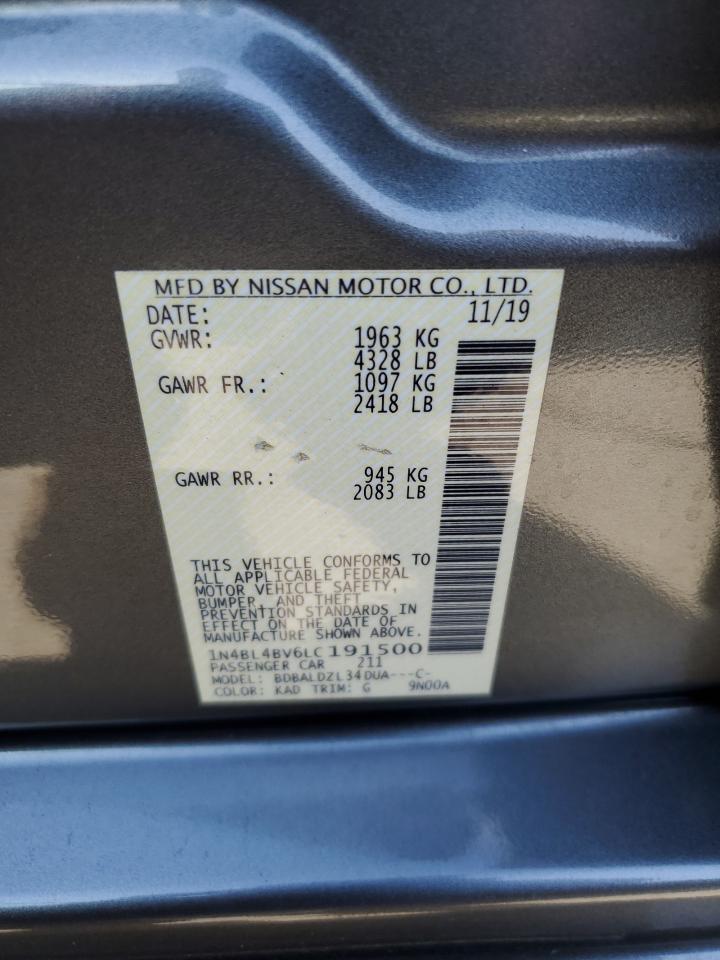 MFD BY NISSAN MOTOR CO., LTD.
DATE: 11/19
GVWR: 1963 KG
4328 LB
GAWR FR.: 1097 KG
2418 LB
GAWR RR.: 945 KG
2083 LB
THIS VEHICLE CONFORMS TO
ALL APPLICABLE FEDERAL
MOTOR VEHICLE SAFETY,
BUMPER, AND THEFT
PREVENTION STANDARDS IN
EFFECT ON THE DATE OF
MANUFACTURE SHOWN ABOVE.
1N4BL4BV6LC191500
PASSENGER CAR 211
MODEL: BDBALDZL34DUA---C-
COLOR: KAD TRIM: G 9N00A